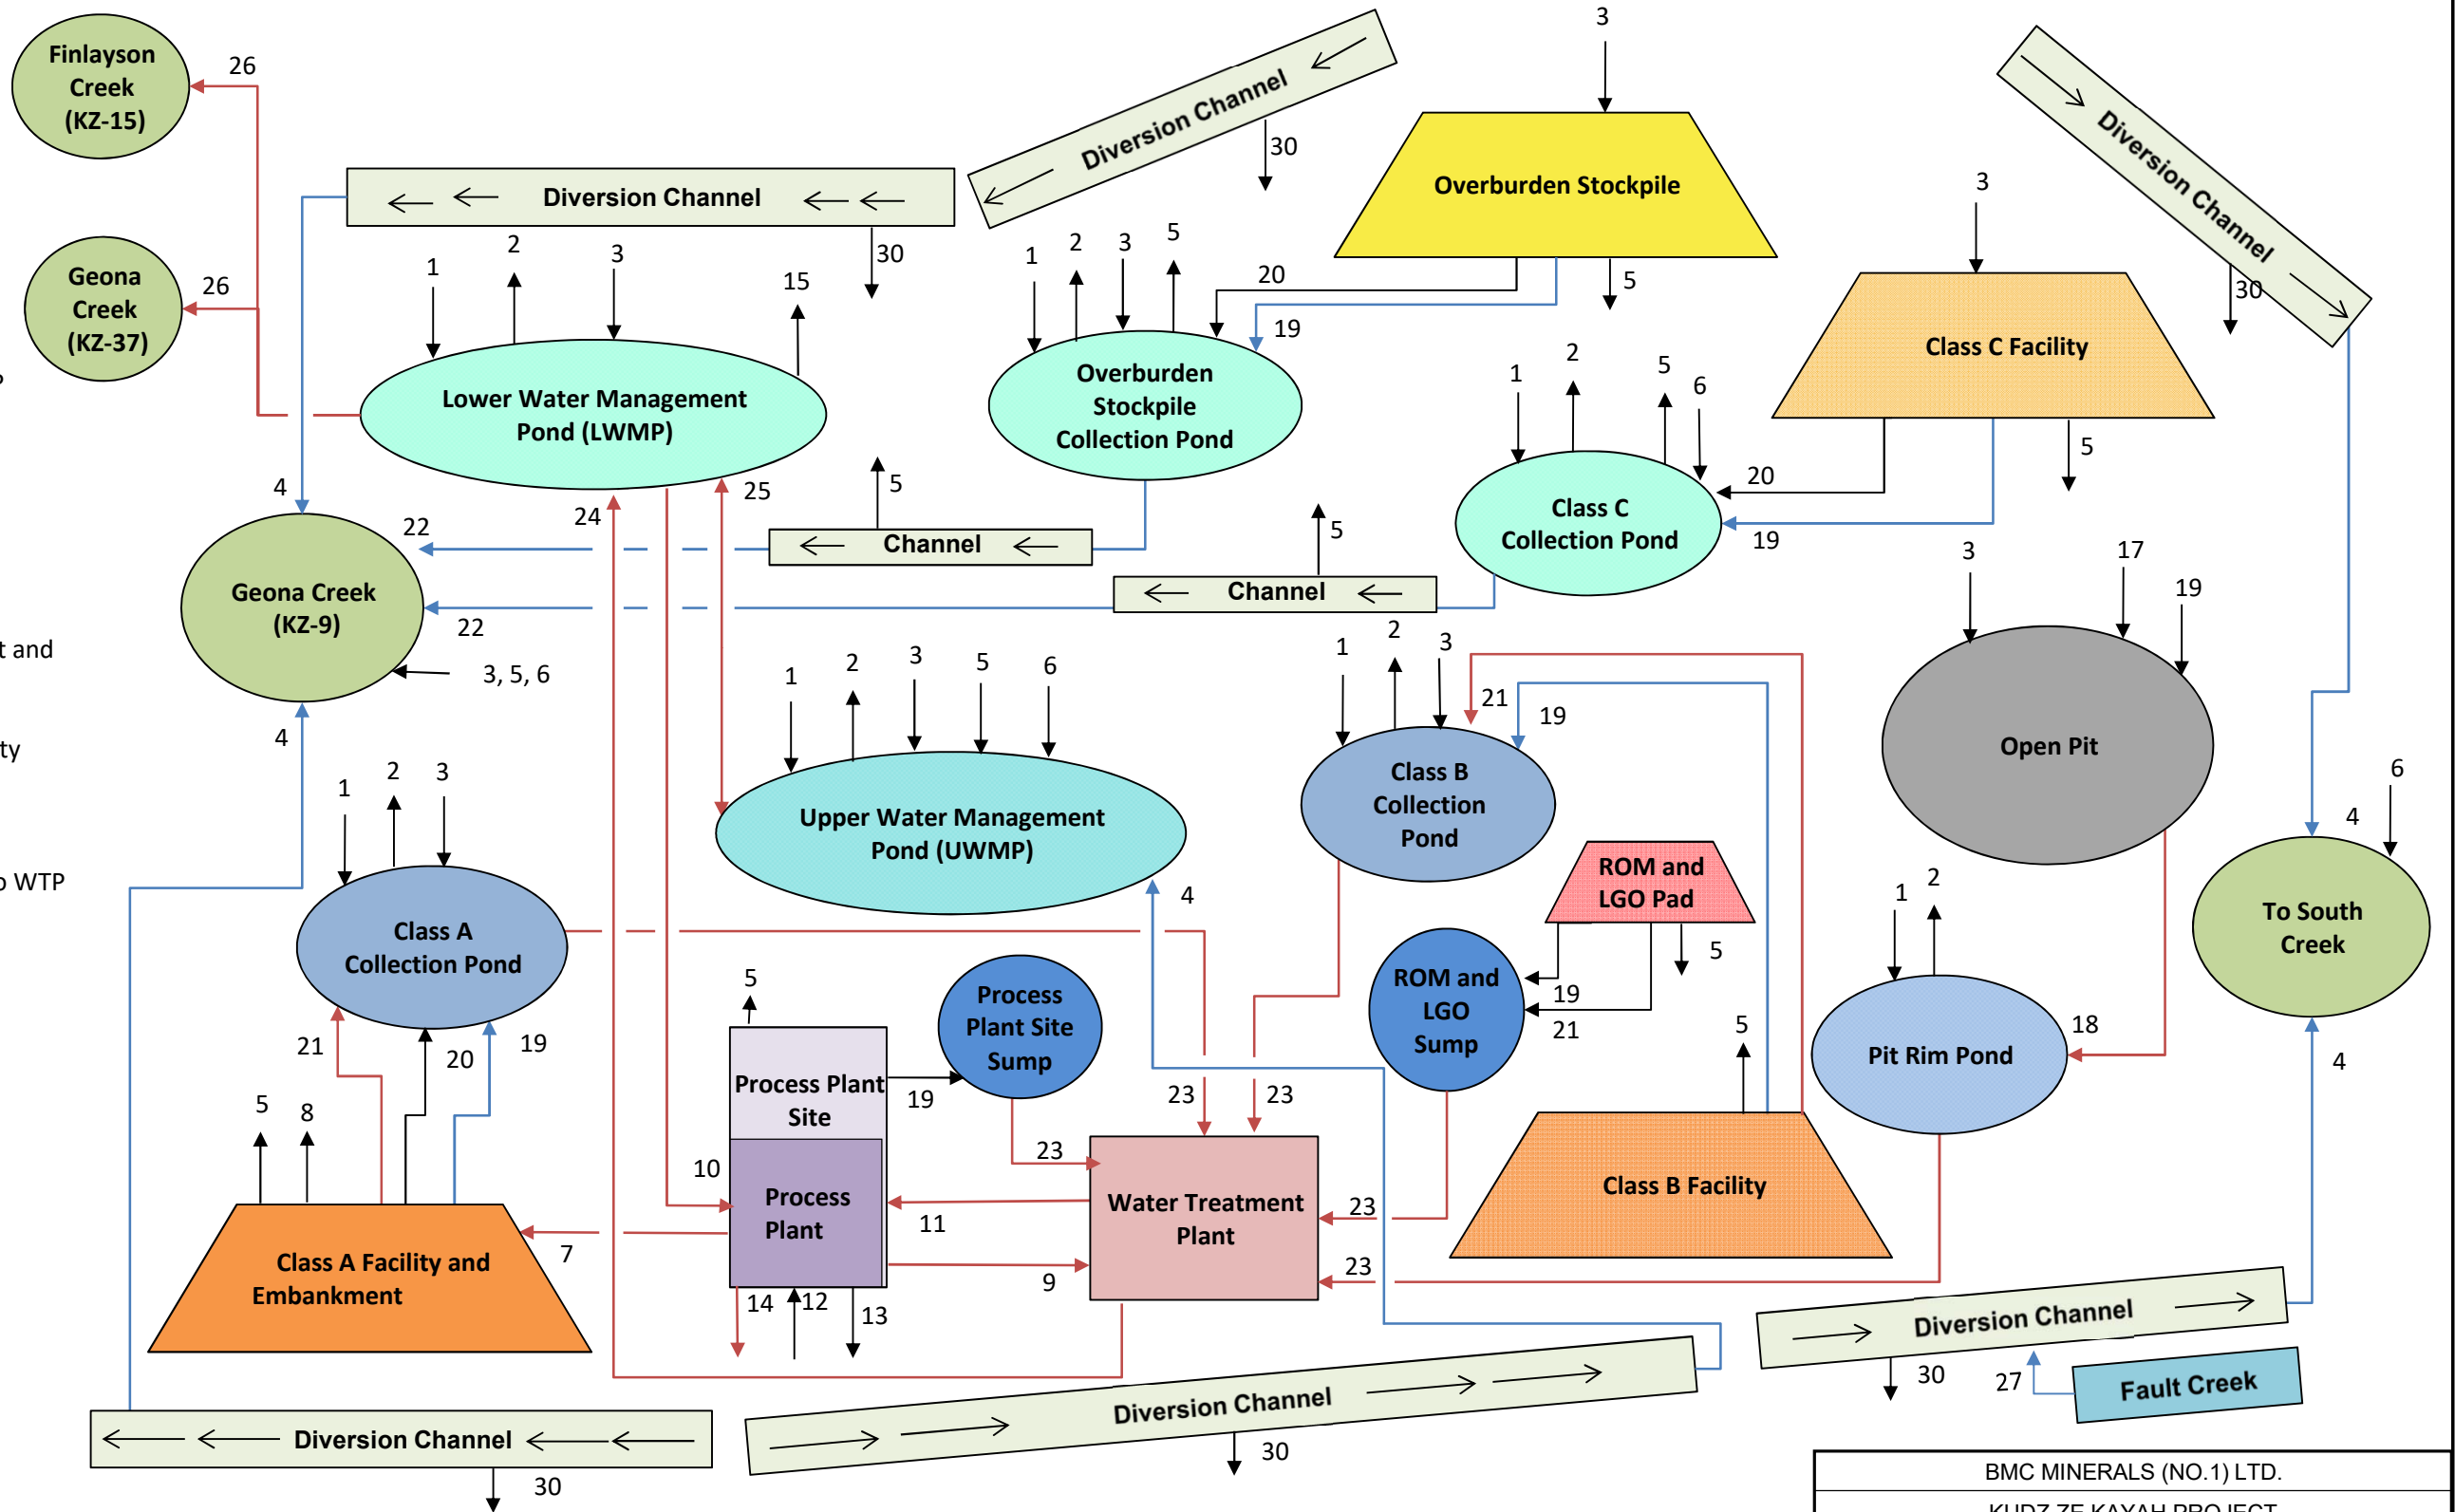 Finlayson
Creek
(KZ-15)
26
3
Diversion Channel
30
Diversion Channel
30
Overburden Stockpile
3
Diversion Channel
30
Geona
Creek
(KZ-37)
26
1
2
3
15
30
1
2
3
5
20
19
5
Class C Facility
Lower Water Management
Pond (LWMP)
Overburden
Stockpile
Collection Pond
1
2
5
6
20
19
5
4
24
25
5
22
Channel
5
Class C
Collection Pond
Channel
Geona Creek
(KZ-9)
22
3, 5, 6
4
t and
ty
o WTP
1
2
3
5
6
1
2
3
21
19
3
17
19
Upper Water Management
Pond (UWMP)
4
Class B
Collection
Pond
Open Pit
6
4
1
2
3
Class A
Collection Pond
21
20
19
ROM and
LGO Pad
5
19
21
ROM and
LGO
Sump
1
2
Pit Rim Pond
18
To South
Creek
4
5
Process
Plant Site
Sump
Process Plant
Site
19
23
23
23
5
5
8
10
Process
Plant
11
9
Water Treatment
Plant
23
23
Class B Facility
7
Class A Facility and
Embankment
14
12
13
Diversion Channel
30
27
Fault Creek
Diversion Channel
30
Diversion Channel
30
BMC MINERALS (NO.1) LTD.
KUDZ ZE KAYAH PROJECT